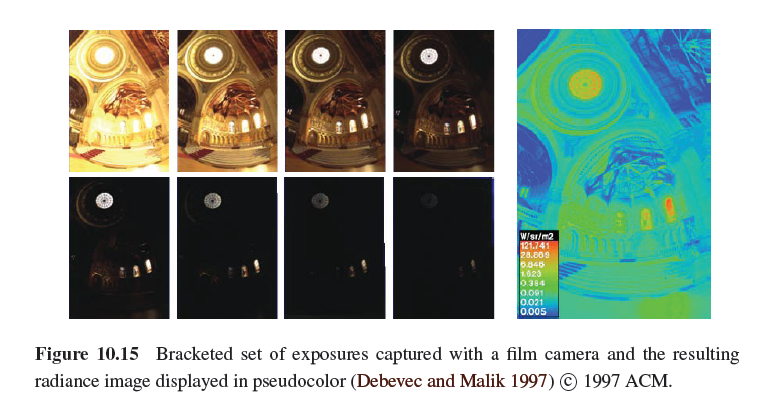 W/sr/m2
121.741
28.869
6.846
1.623
0.384
0.091
0.021
0.005
Figure 10.15 Bracketed set of exposures captured with a film camera and the resulting
radiance image displayed in pseudocolor (Debevec and Malik 1997) © 1997 ACM.